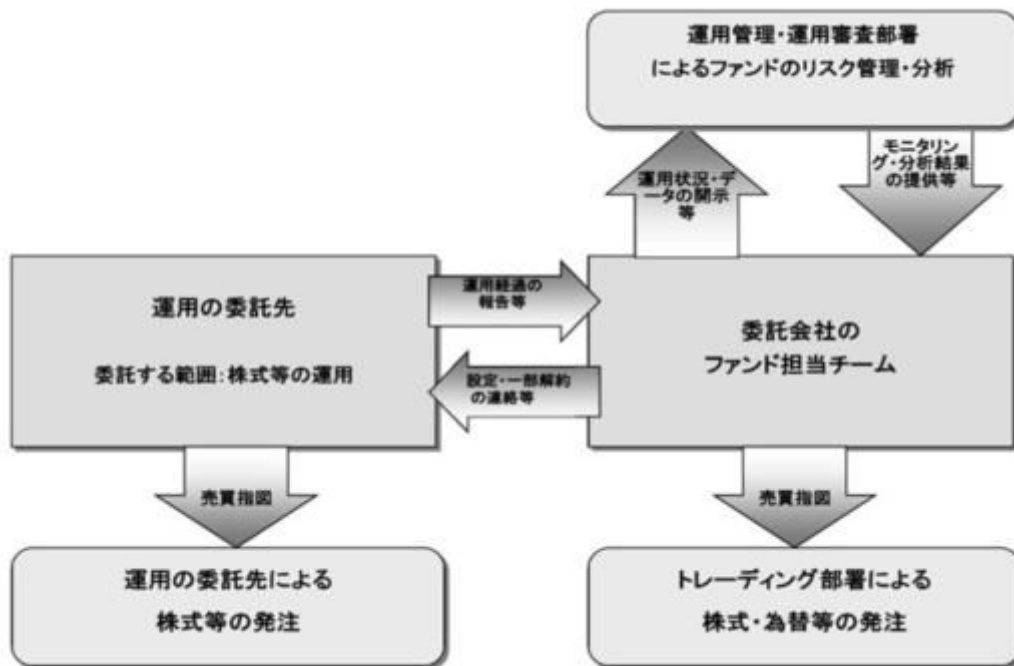 運用管理・運用審査部署
によるファンドのリスク管理・分析
運用状況・デ
ータの開示
等
モニタリン
グ・分析結果
の提供等
運用の委託先
委託する範囲:株式等の運用
運用経過の
報告等
設定・一部解約
の連絡等
委託会社の
ファンド担当チーム
売買指図
売買指図
運用の委託先による
株式等の発注
トレーディング部署による
株式・為替等の発注